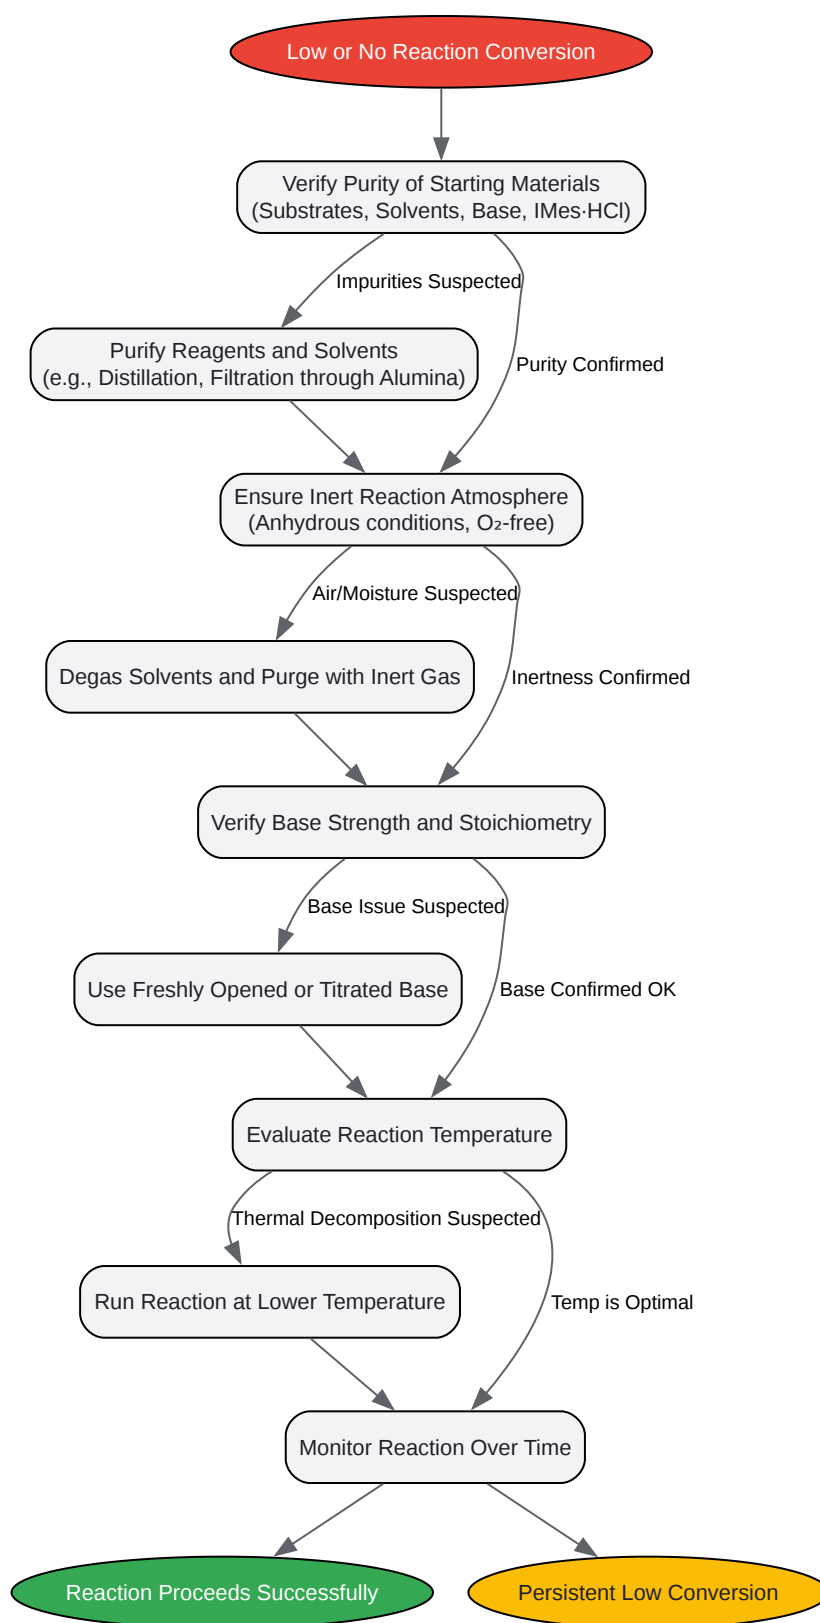 Low or No Reaction Conversion
Verify Purity of Starting Materials
(Substrates, Solvents, Base, IMes·HCl)
Impurities Suspected
Purify Reagents and Solvents
(e.g., Distillation, Filtration through Alumina)
Purity Confirmed
Ensure Inert Reaction Atmosphere
(Anhydrous conditions, O₂-free)
Air/Moisture Suspected
Degas Solvents and Purge with Inert Gas
Inertness Confirmed
Verify Base Strength and Stoichiometry
Base Issue Suspected
Use Freshly Opened or Titrated Base
Base Confirmed OK
Evaluate Reaction Temperature
Thermal Decomposition Suspected
Run Reaction at Lower Temperature
Temp is Optimal
Monitor Reaction Over Time
Reaction Proceeds Successfully
Persistent Low Conversion